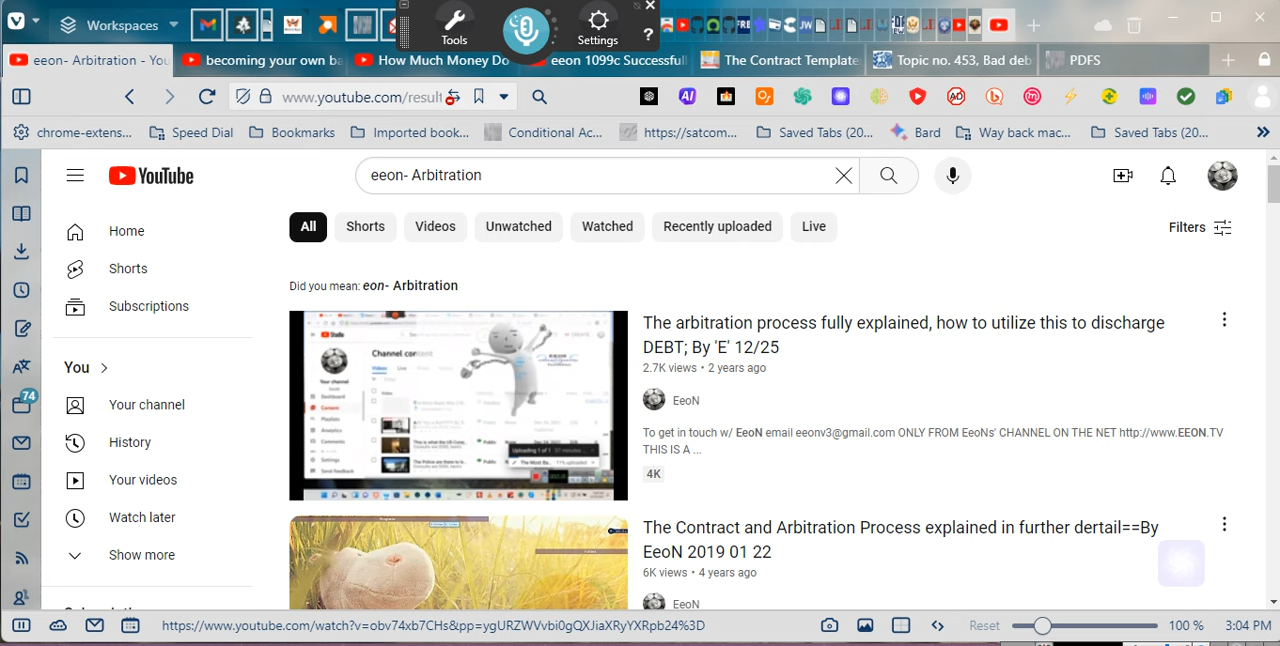 Workspaces
Tools
Settings
?
eeon- Arbitration - You
becoming your own ba
How Much Money Do
eeon 1099c Successful
The Contract Template
Topic no. 453, Bad deb
PDFS
www.youtube.com/result
chrome-extens...
Speed Dial
Bookmarks
Imported book...
Conditional Ac...
https://satcom...
Saved Tabs (20...
Bard
Way back mac...
Saved Tabs (20...
YouTube
eeon- Arbitration
All
Shorts
Videos
Unwatched
Watched
Recently uploaded
Live
Filters
Home
Shorts
Subscriptions
You
Your channel
History
Your videos
Watch later
Show more
74
Did you mean: eon- Arbitration
Channel content
Your channel
The arbitration process fully explained, how to utilize this to discharge
DEBT; By 'E' 12/25
2.7K views • 2 years ago
EeoN
To get in touch w/ EeoN email eeonv3@gmail.com ONLY FROM EeoNs' CHANNEL ON THE NET http://www.EEON.TV
THIS IS A ...
4K
The Contract and Arbitration Process explained in further dertail==By
EeoN 2019 01 22
6K views • 4 years ago
EeoN
https://www.youtube.com/watch?v=obv74xb7CHs&pp=ygURZWVvbi0gQXJiaXRyYXRpb24%3D
Reset
100 %
3:04 PM